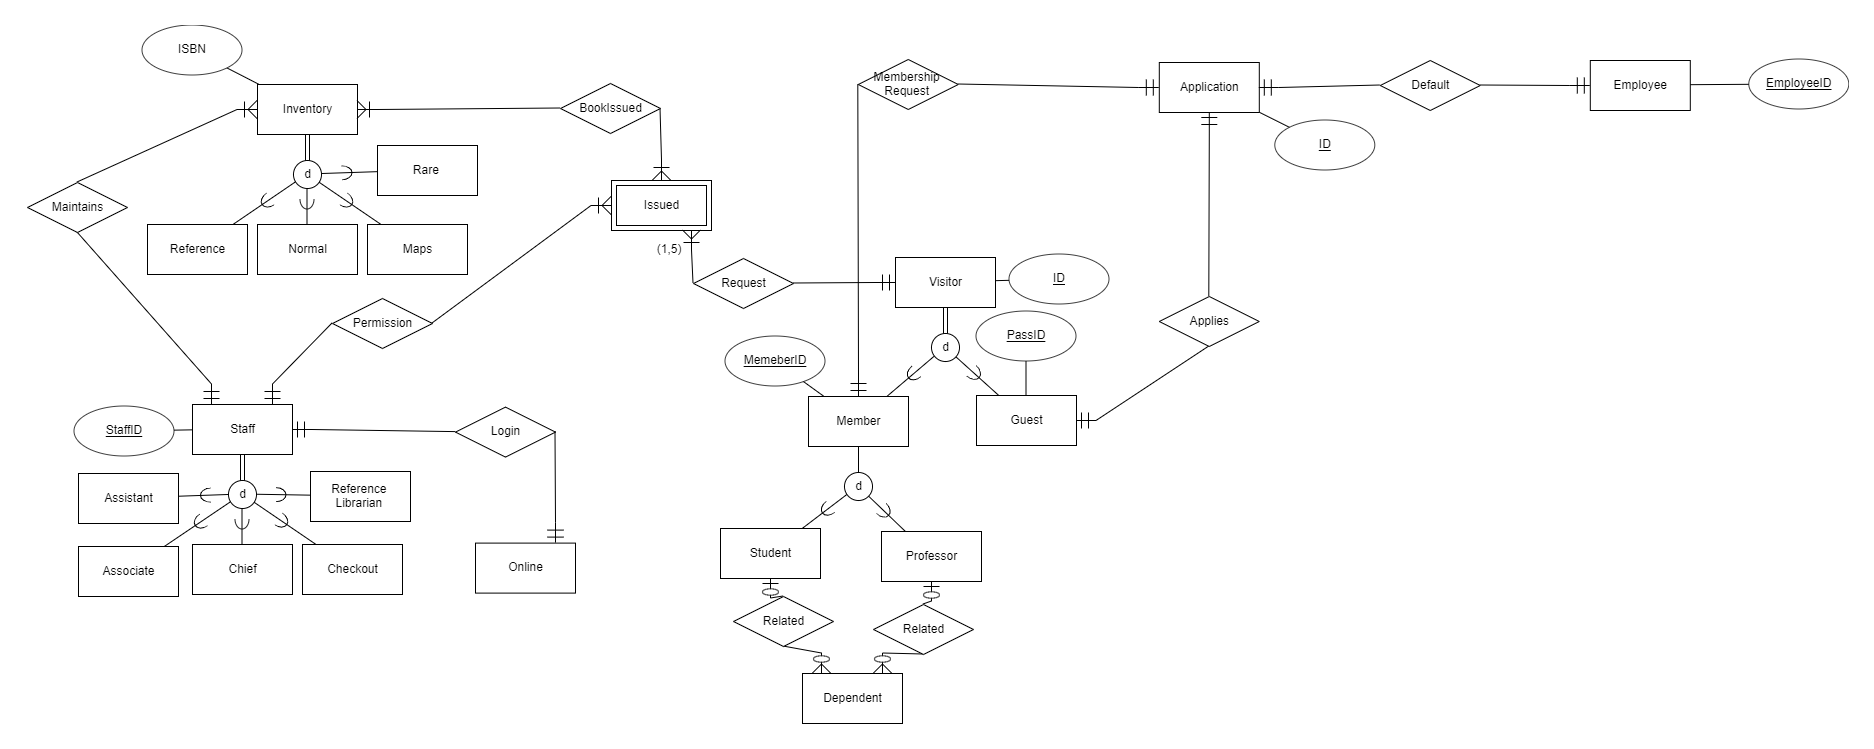 ISBN
Inventory
BookIssued
Membership
Request
Application
Default
Employee
EmployeeID
ID
Rare
d
Maintains
Issued
Reference
Normal
Maps
(1,5)
Request
Visitor
ID
Permission
Applies
PassID
d
MemeberID
StaffID
Staff
Login
Member
Guest
Assistant
d
Reference
Librarian
d
Associate
Chief
Checkout
Online
Student
Professor
Related
Related
Dependent